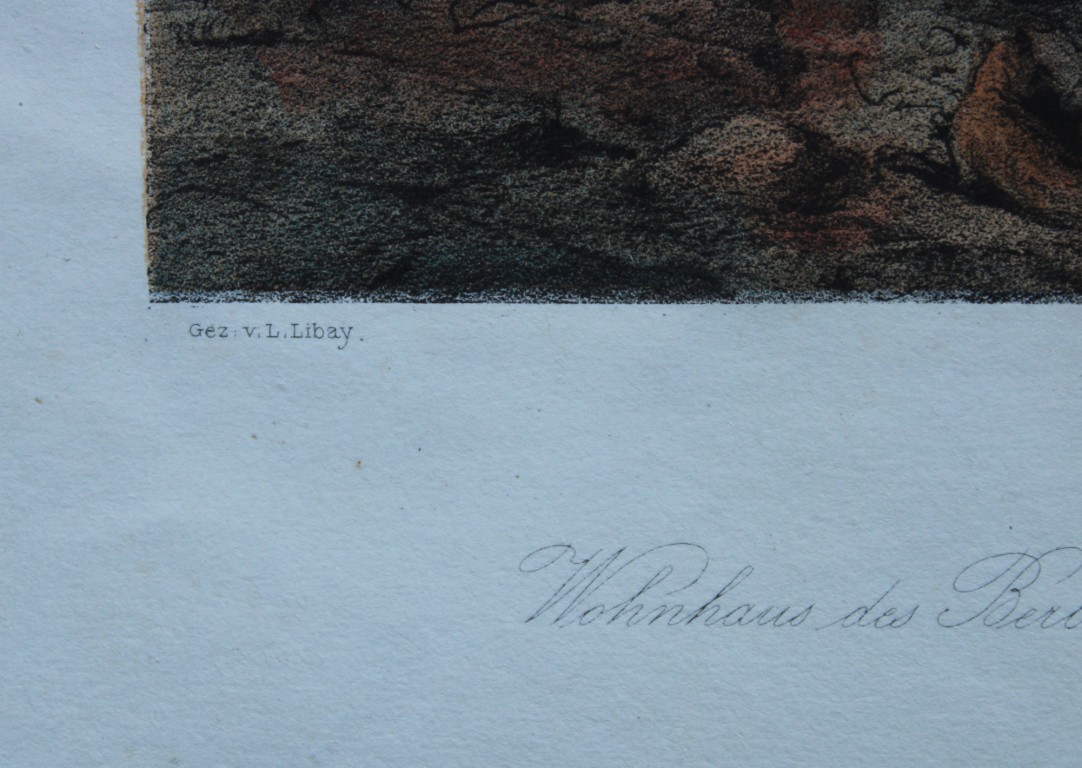 Gez. v. L. Libay.
Wohnhaus des